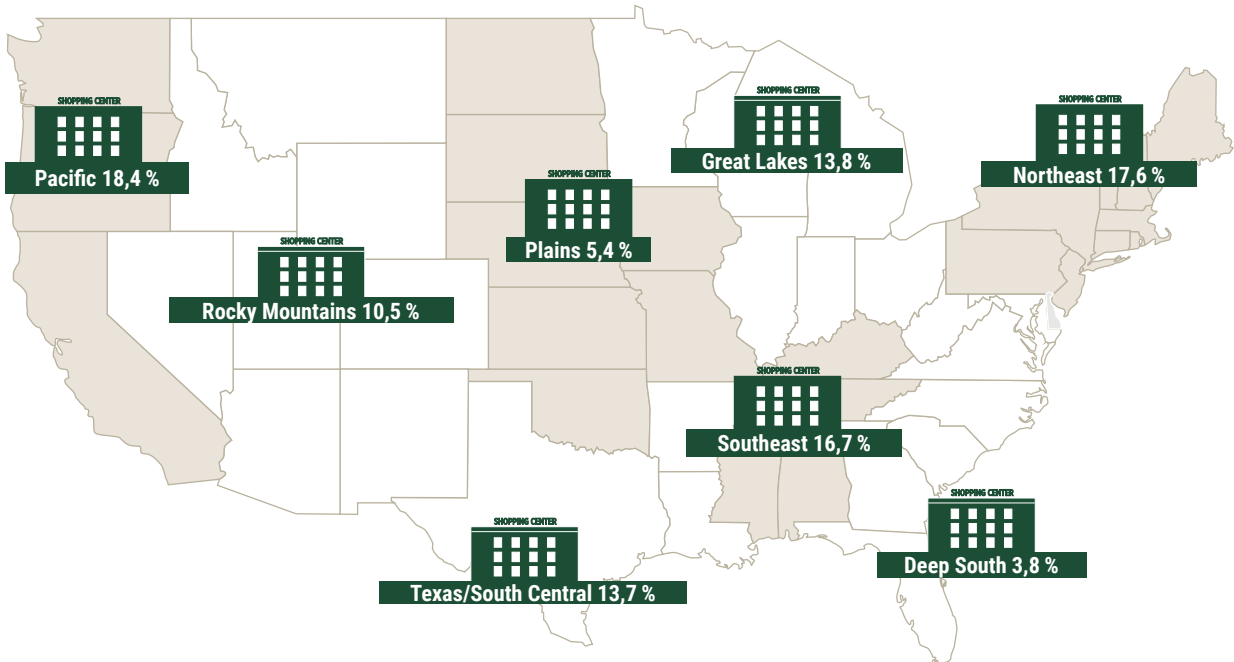 SHOPPING CENTER
Pacific 18,4 %
SHOPPING CENTER
Great Lakes 13,8 %
SHOPPING CENTER
Northeast 17,6 %
SHOPPING CENTER
Plains 5,4 %
SHOPPING CENTER
Rocky Mountains 10,5 %
SHOPPING CENTER
Southeast 16,7 %
SHOPPING CENTER
Deep South 3,8 %
SHOPPING CENTER
Texas/South Central 13,7 %